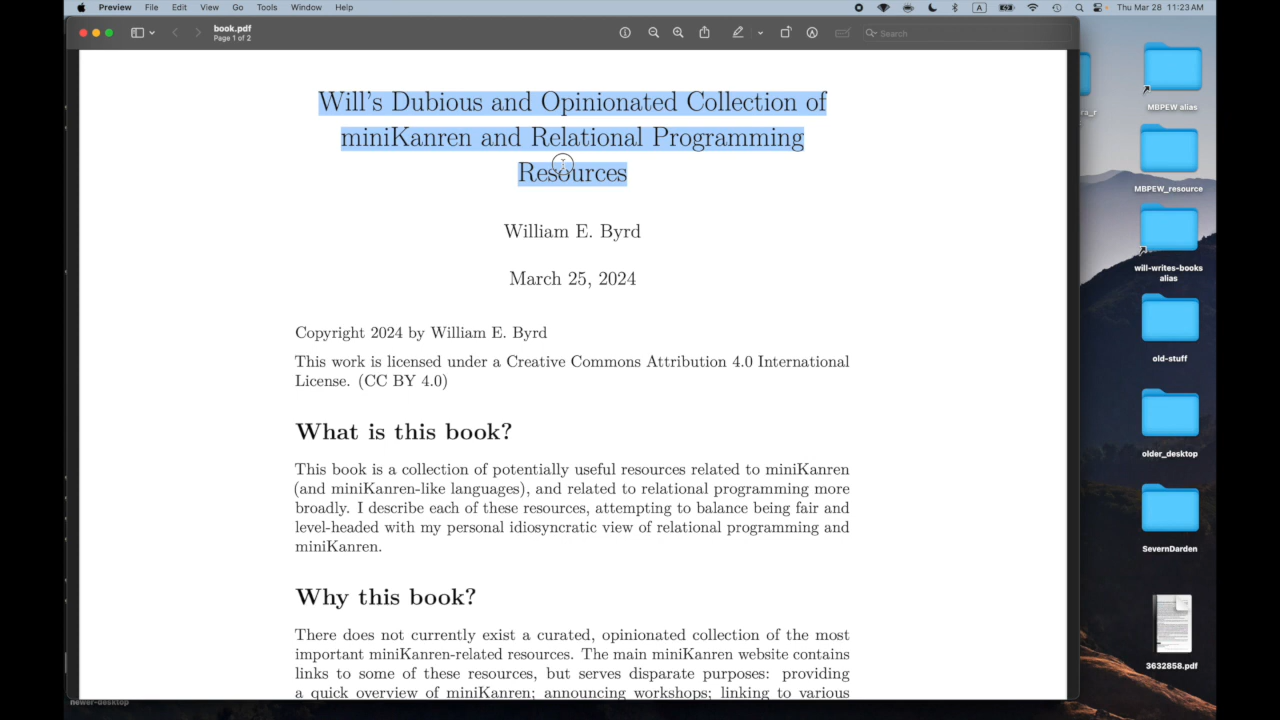 Preview File Edit View Go Tools Window Help
A
Thu Mar 28 11:23 AM
book.pdf
Page 1 of 2
Search
Will's Dubious and Opinionated Collection of
miniKanren and Relational Programming
Resources
William E. Byrd
March 25, 2024
Copyright 2024 by William E. Byrd
This work is licensed under a Creative Commons Attribution 4.0 International
License. (CC BY 4.0)
What is this book?
This book is a collection of potentially useful resources related to miniKanren
(and miniKanren-like languages), and related to relational programming more
broadly. I describe each of these resources, attempting to balance being fair and
level-headed with my personal idiosyncratic view of relational programming and
miniKanren.
Why this book?
There does not currently exist a curated, opinionated collection of the most
important miniKanren-related resources. The main miniKanren website contains
links to some of these resources, but serves disparate purposes: providing
a quick overview of miniKanren; announcing workshops; linking to various
MBPEW alias
MBPEW_resource
will-writes-books
alias
old-stuff
older_desktop
SevernDarden
3632858.pdf
newer-desktop